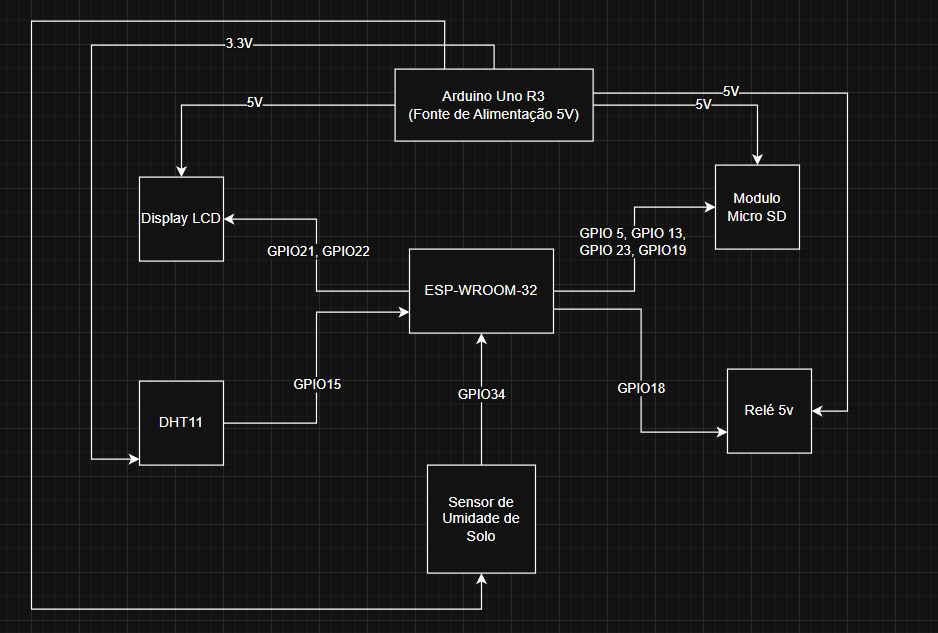 3.3V
Arduino Uno R3
(Fonte de Alimentação 5V)
5V
5V
5V
Display LCD
Modulo
Micro SD
GPIO 5, GPIO 13,
GPIO 23, GPIO19
GPIO21, GPIO22
ESP-WROOM-32
GPIO15
GPIO34
GPIO18
DHT11
Relé 5v
Sensor de
Umidade de
Solo